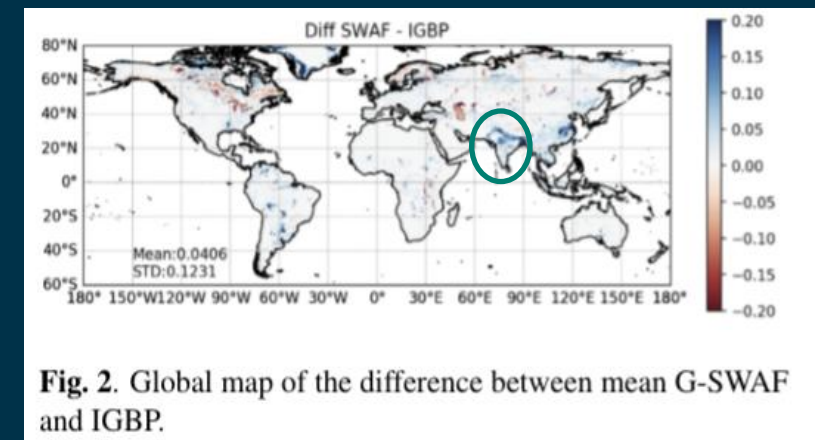 Diff SWAF - IGBP
80°N
60°N
40°N
20°N
0°
20°S
40°S
60°S
Mean:0.0406
STD:0.1231
180° 150°W120°W 90°W 60°W 30°W 0° 30°E 60°E 90°E 120°E 150°E 180°
0.20
0.15
0.10
0.05
0.00
−0.05
−0.10
−0.15
−0.20
Fig. 2. Global map of the difference between mean G-SWAF
and IGBP.